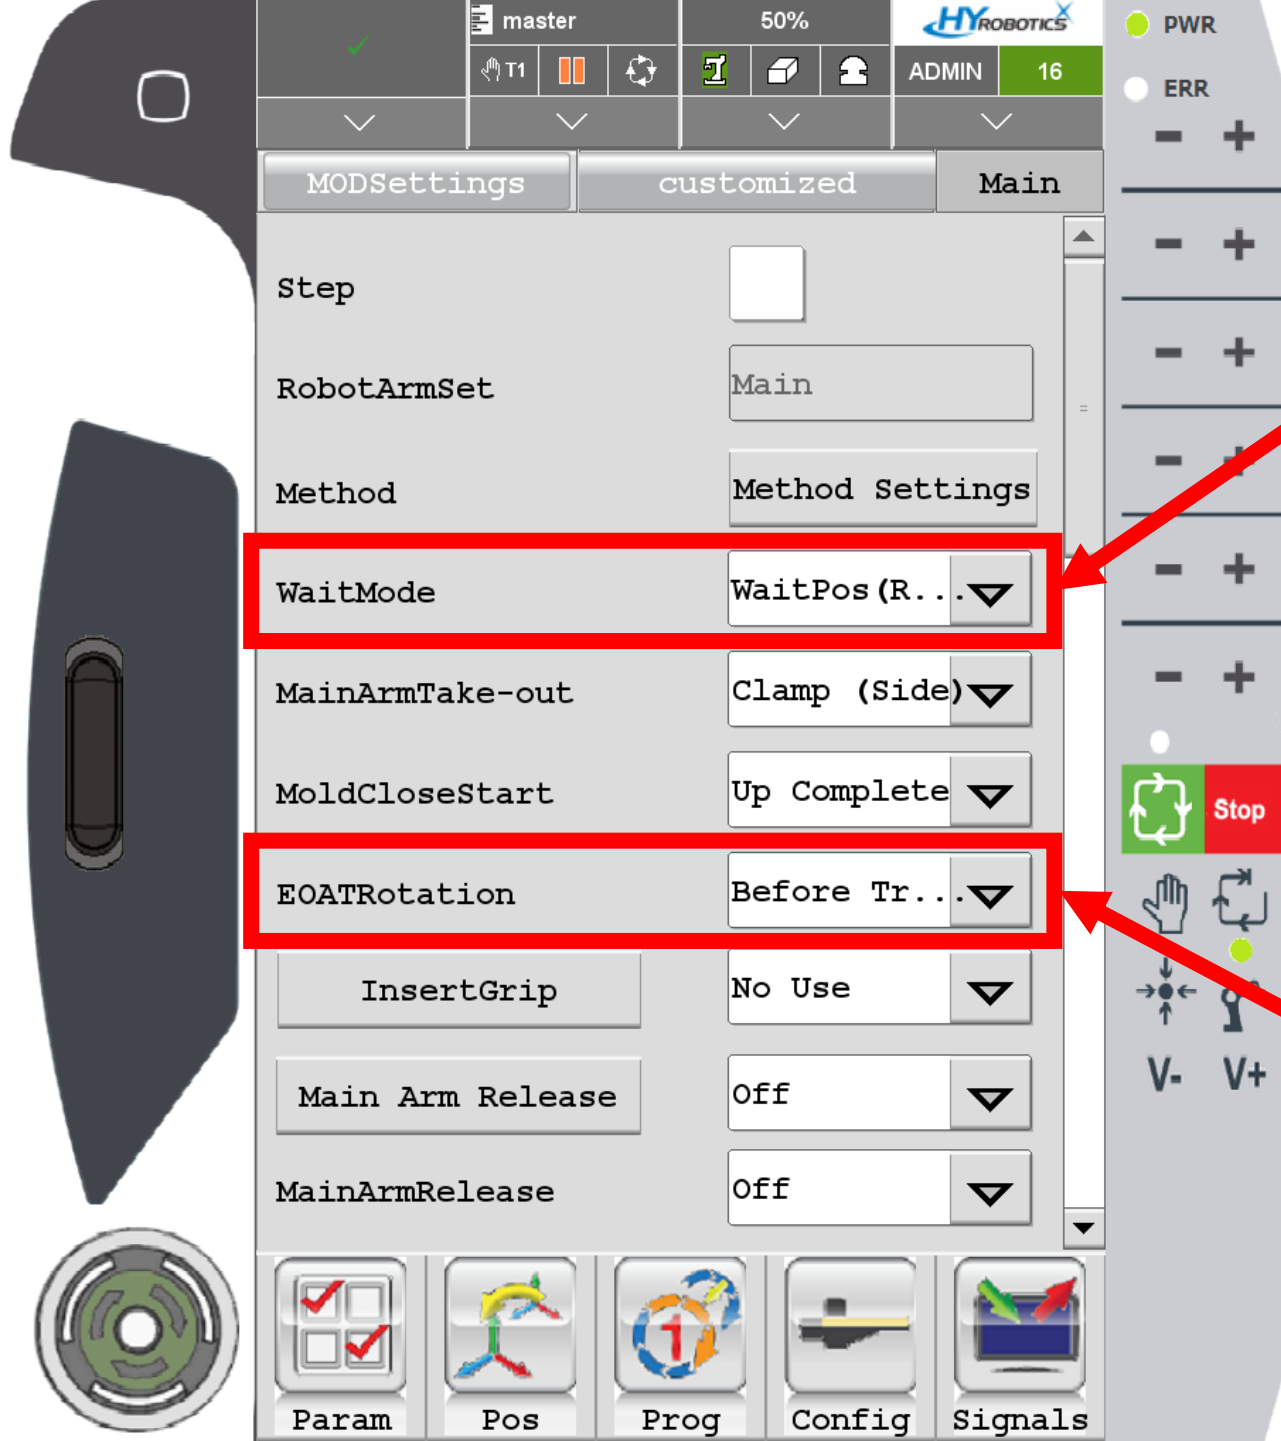 master
50%
HYROBOTICS X
PWR
T1
ADMIN
16
ERR
MODSettings
customized
Main
- +
- +
Step
RobotArmSet
Main
- +
Method
Method Settings
- +
WaitMode
WaitPos(R...
- +
MainArmTake-out
Clamp (Side)
- +
MoldCloseStart
Up Complete
Stop
EOATRotation
Before Tr...
InsertGrip
No Use
Main Arm Release
Off
V- V+
MainArmRelease
Off
1
Param
Pos
Prog
Config
Signals